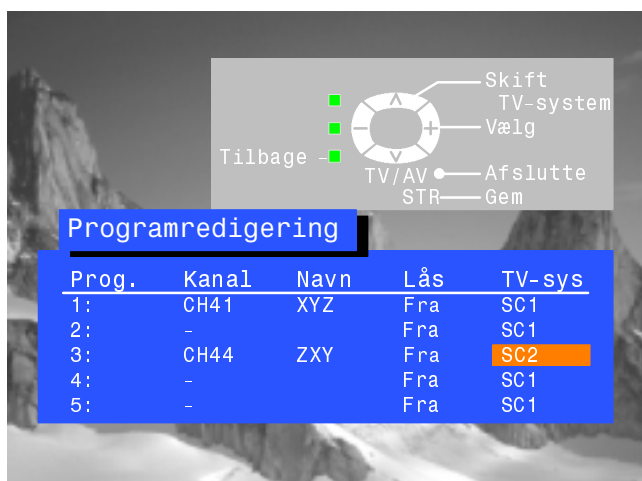 Skift
TV-system
Vælg
Tilbage
TV/AV Afslutte
STR Gem
Programredigering
Prog. Kanal Navn Lås TV-sys
1: CH41 XYZ Fra SC1
2: - Fra SC1
3: CH44 ZXY Fra SC2
4: - Fra SC1
5: - Fra SC1